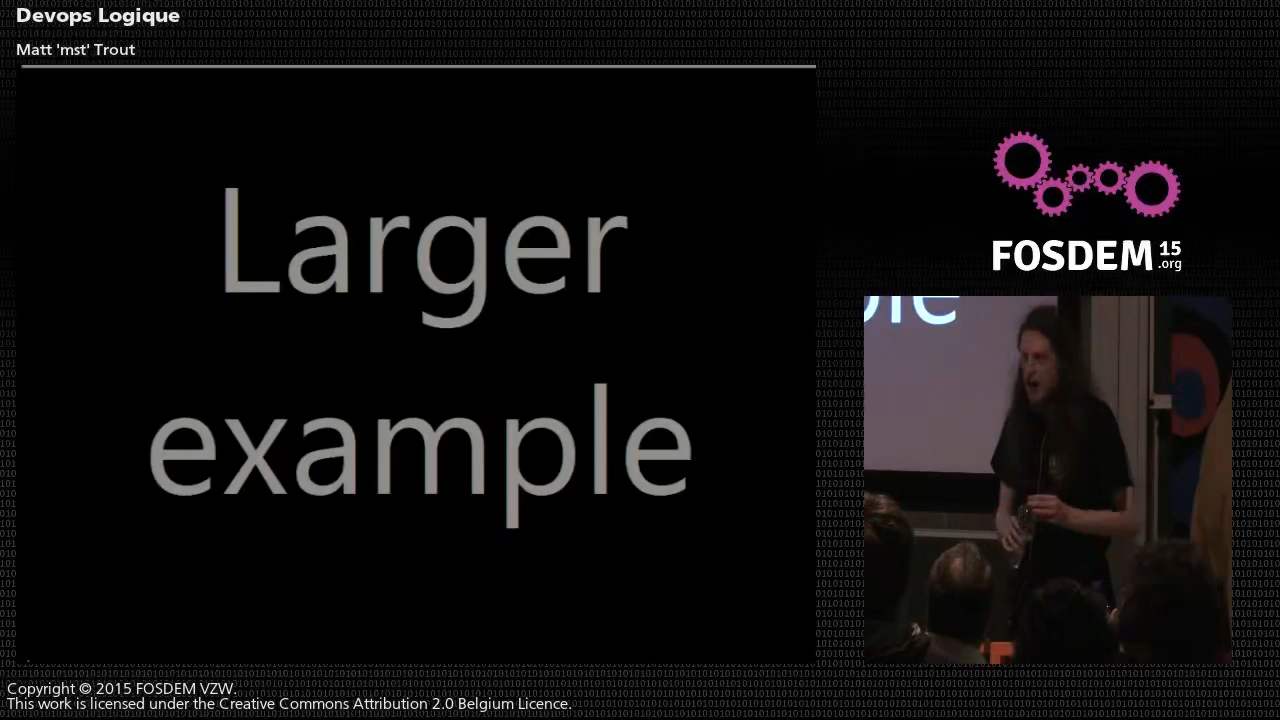 Devops Logique
Matt 'mst' Trout
Larger
example
FOSDEM 15
.org
Copyright © 2015 FOSDEM VZW.
This work is licensed under the Creative Commons Attribution 2.0 Belgium Licence.